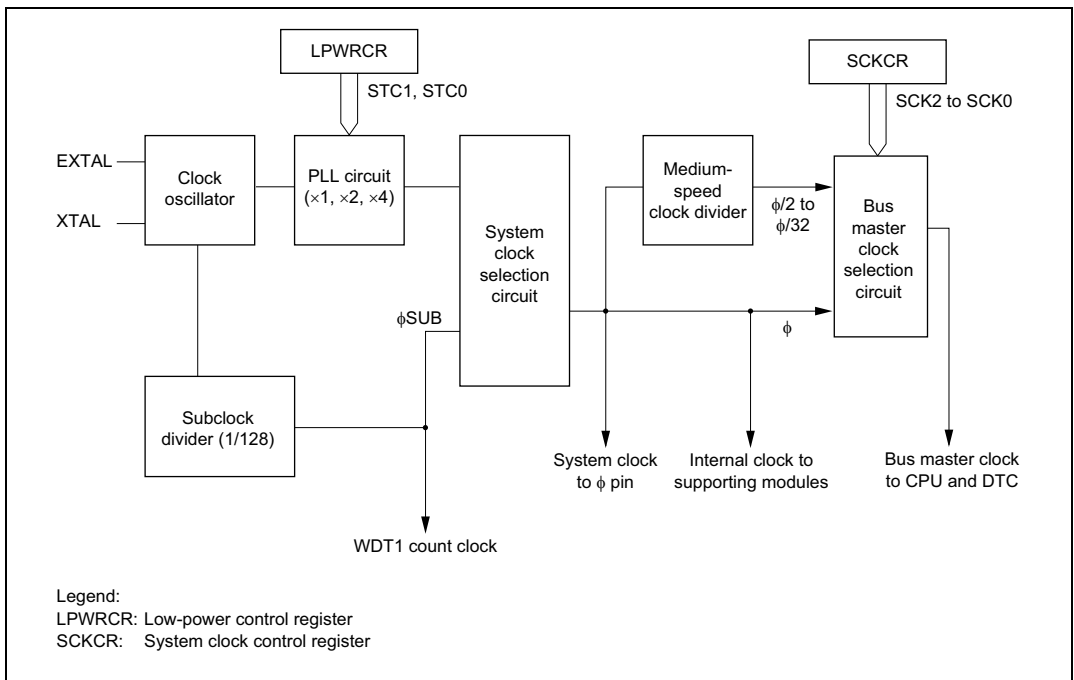 LPWRCR
STC1, STC0
SCKCR
SCK2 to SCK0
EXTAL
XTAL
Clock
oscillator
PLL circuit
(×1, ×2, ×4)
System
clock
selection
circuit
Medium-
speed
clock divider
ϕ/2 to
ϕ/32
Bus
master
clock
selection
circuit
ϕSUB
ϕ
Subclock
divider (1/128)
System clock
to ϕ pin
Internal clock to
supporting modules
Bus master clock
to CPU and DTC
WDT1 count clock
Legend:
LPWRCR: Low-power control register
SCKCR: System clock control register